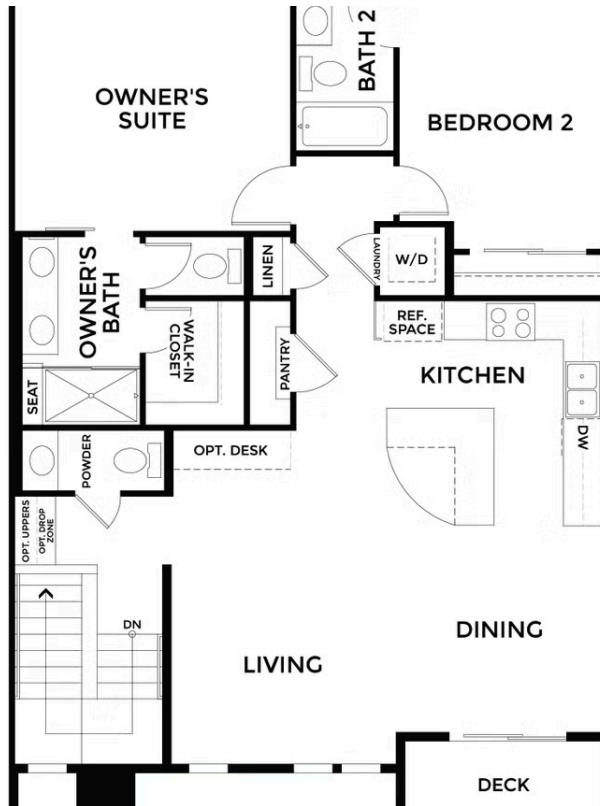 OWNER'S
SUITE
BATH 2
BEDROOM 2
OWNER'S
BATH
LINEN
LAUNDRY
W/D
WALK-IN
CLOSET
PANTRY
REF.
SPACE
KITCHEN
SEAT
POWDER
OPT. DESK
DW
OPT. UPPERS
OPT. DROP
ZONE
DN
LIVING
DINING
DECK